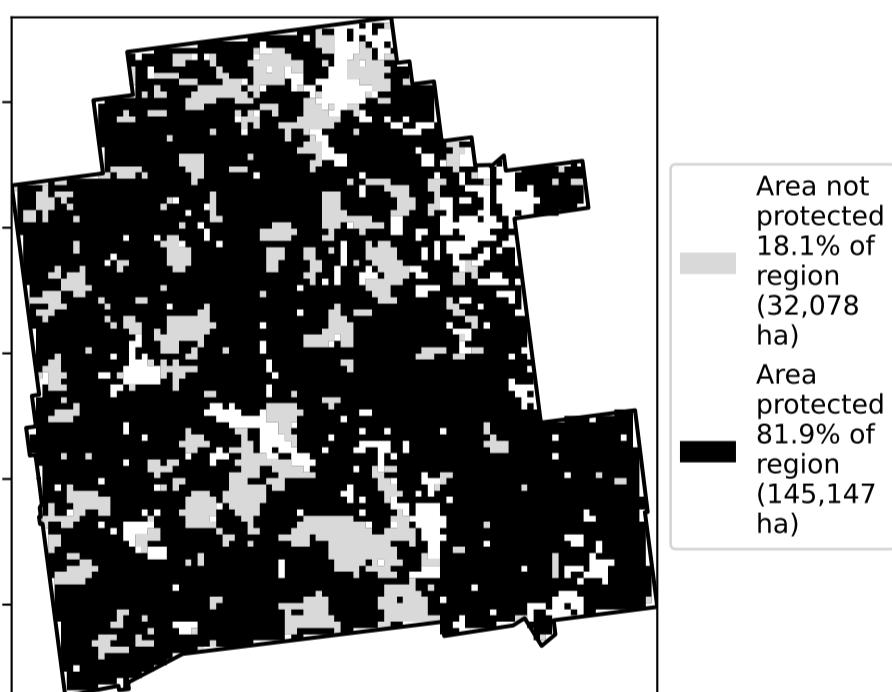 Area not
protected
18.1% of
region
(32,078
ha)
Area
protected
81.9% of
region
(145,147
ha)